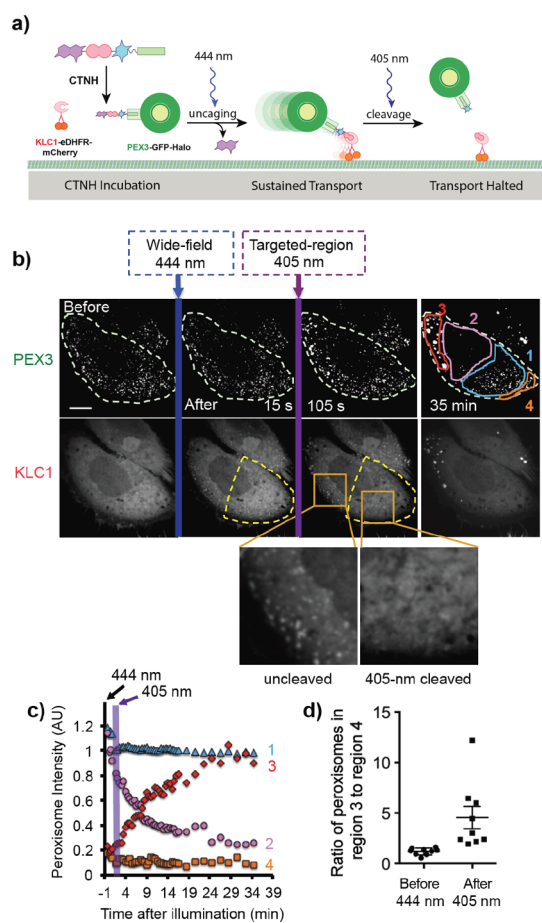 a)
444 nm
405 nm
CTNH
uncaging
cleavage
KLC1-eDHFR-
mCherry
PEX3-GFP-Halo
CTNH Incubation
Sustained Transport
Transport Halted
Wide-field
444 nm
Targeted-region
405 nm
b)
Before
After
15 s
105 s
35 min
3
2
1
4
PEX3
KLC1
uncleaved
405-nm cleaved
c)
444 nm
405 nm
Peroxisome Intensity (AU)
1.2
1
0.8
0.6
0.4
0.2
0
1
3
2
4
-1 4 9 14 19 24 29 34 39
Time after illumination (min)
d)
Ratio of peroxisomes in
region 3 to region 4
15
10
5
0
Before
444 nm
After
405 nm